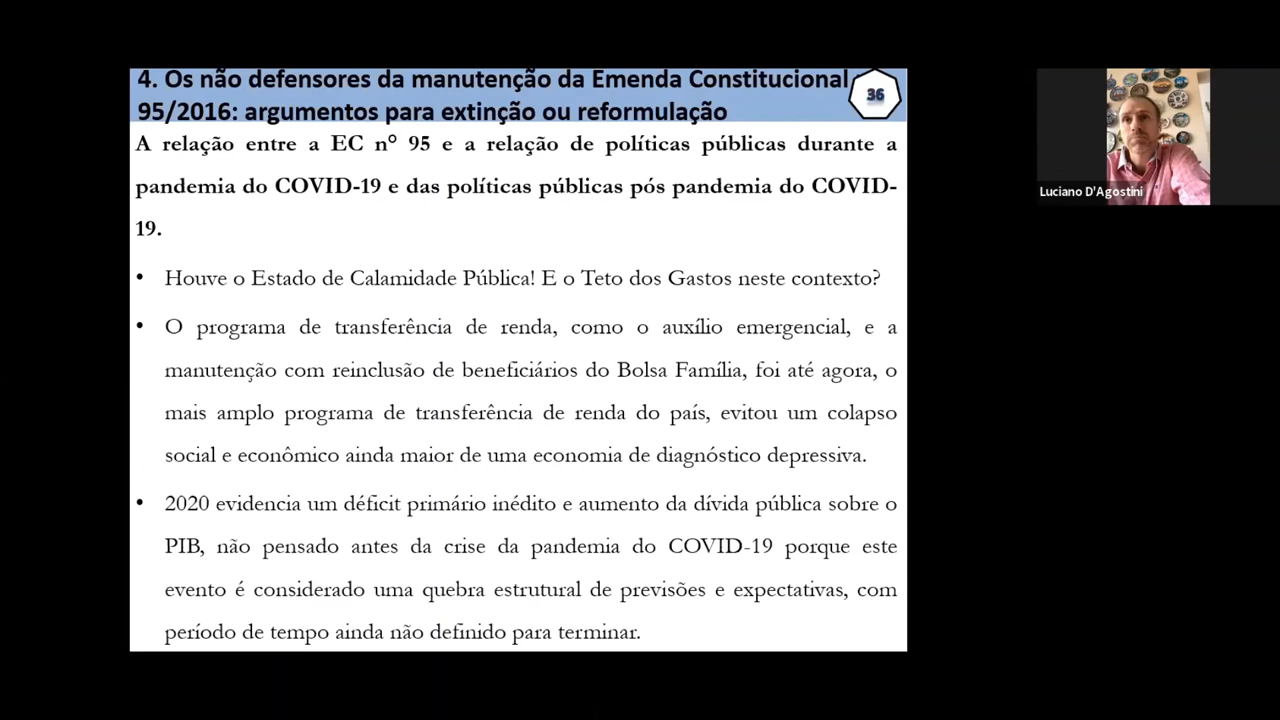 4. Os não defensores da manutenção da Emenda Constitucional
95/2016: argumentos para extinção ou reformulação
36
A relação entre a EC n° 95 e a relação de políticas públicas durante a
pandemia do COVID-19 e das políticas públicas pós pandemia do COVID-
19.
• Houve o Estado de Calamidade Pública! E o Teto dos Gastos neste contexto?
• O programa de transferência de renda, como o auxílio emergencial, e a
manutenção com reinclusão de beneficiários do Bolsa Família, foi até agora, o
mais amplo programa de transferência de renda do país, evitou um colapso
social e econômico ainda maior de uma economia de diagnóstico depressiva.
• 2020 evidencia um déficit primário inédito e aumento da dívida pública sobre o
PIB, não pensado antes da crise da pandemia do COVID-19 porque este
evento é considerado uma quebra estrutural de previsões e expectativas, com
período de tempo ainda não definido para terminar.
Luciano D'Agostini